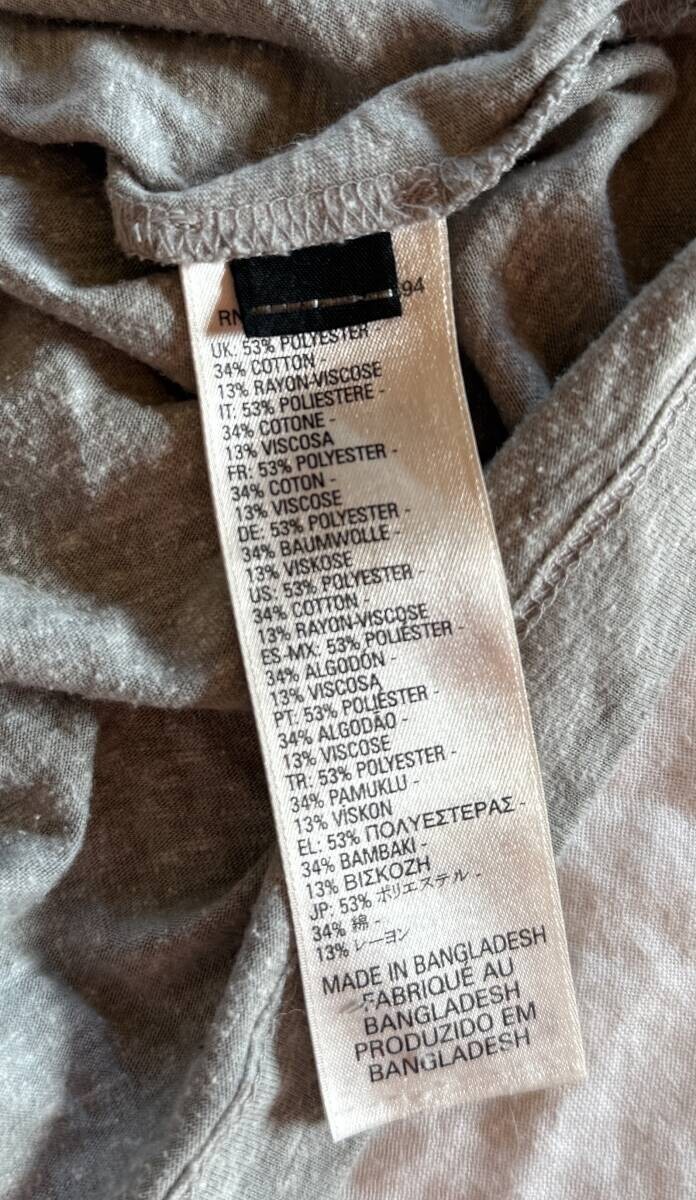 RN 94
UK: 53% POLYESTER -
34% COTTON -
13% RAYON-VISCOSE
IT: 53% POLIESTERE -
34% COTONE -
13% VISCOSA
FR: 53% POLYESTER -
34% COTON -
13% VISCOSE
DE: 53% POLYESTER -
34% BAUMWOLLE -
13% VISKOSE
US: 53% POLYESTER -
34% COTTON -
13% RAYON-VISCOSE
ES-MX: 53% POLIÉSTER -
34% ALGODÓN -
13% VISCOSA
PT: 53% POLIÉSTER -
34% ALGODÃO -
13% VISCOSE
TR: 53% POLYESTER -
34% PAMUKLU -
13% VİSKON
EL: 53% ΠΟΛΥΕΣΤΕΡΑΣ -
34% ΒΑΜΒΑΚΙ -
13% ΒΙΣΚΟΖΗ
JP: 53% ポリエステル -
34% 綿 -
13% レーヨン
MADE IN BANGLADESH
FABRIQUÉ AU
BANGLADESH
PRODUZIDO EM
BANGLADESH